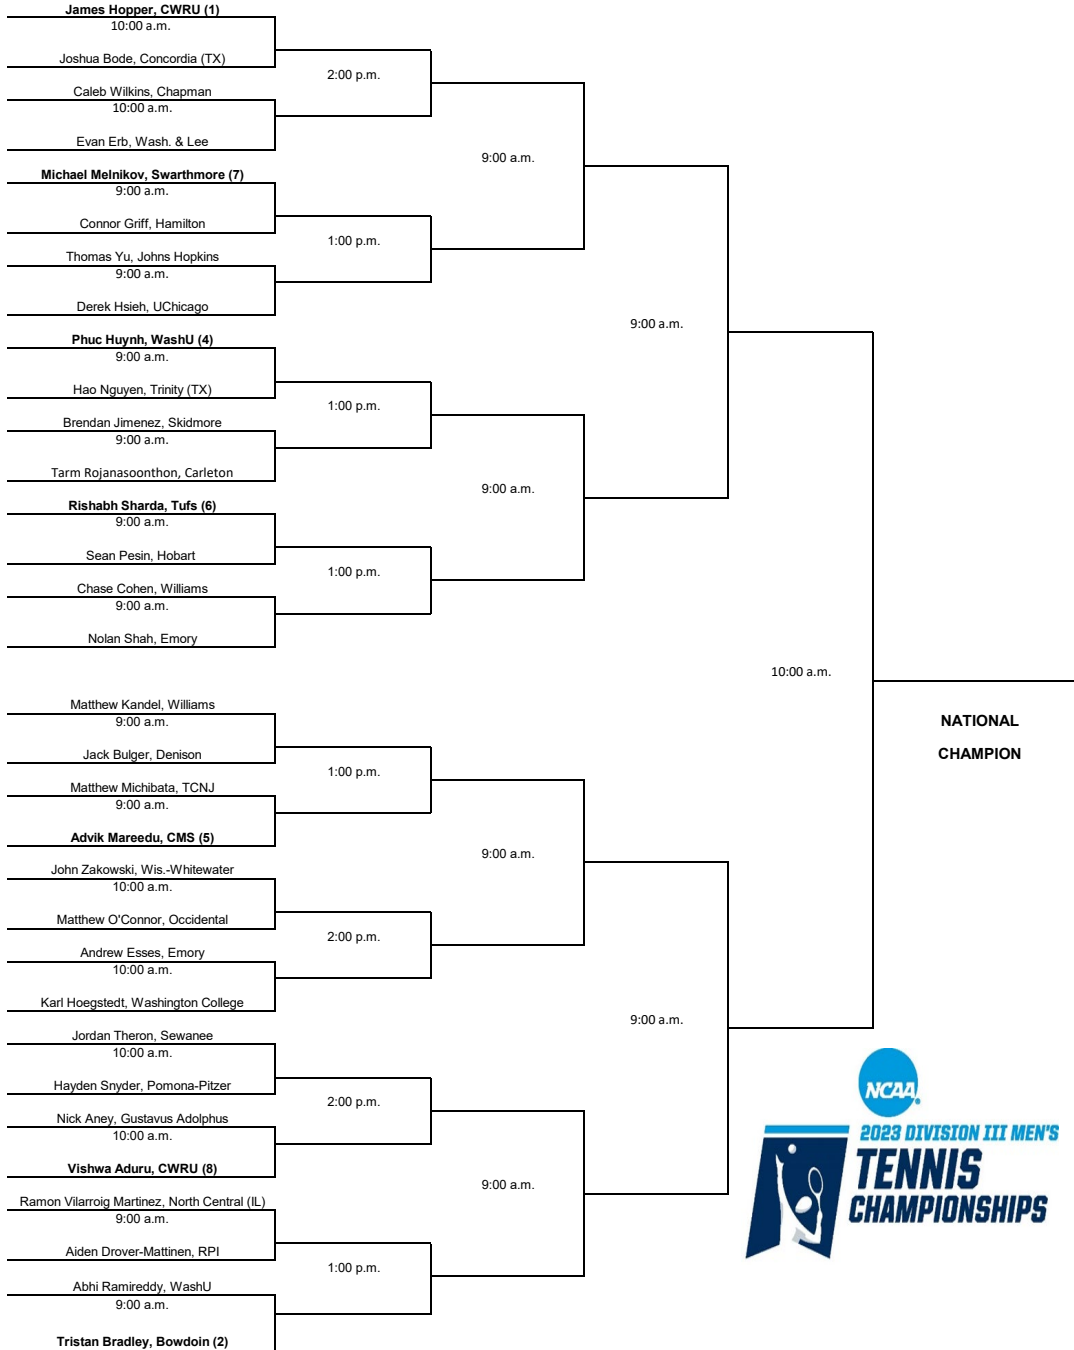 James Hopper, CWRU (1)
10:00 a.m.
Joshua Bode, Concordia (TX)
2:00 p.m.
Caleb Wilkins, Chapman
10:00 a.m.
Evan Erb, Wash. & Lee
9:00 a.m.
Michael Melnikov, Swarthmore (7)
9:00 a.m.
Connor Griff, Hamilton
1:00 p.m.
Thomas Yu, Johns Hopkins
9:00 a.m.
Derek Hsieh, UChicago
9:00 a.m.
Phuc Huynh, WashU (4)
9:00 a.m.
Hao Nguyen, Trinity (TX)
1:00 p.m.
Brendan Jimenez, Skidmore
9:00 a.m.
Tarm Rojanasoonthon, Carleton
9:00 a.m.
Rishabh Sharda, Tufs (6)
9:00 a.m.
Sean Pesin, Hobart
1:00 p.m.
Chase Cohen, Williams
9:00 a.m.
Nolan Shah, Emory
10:00 a.m.
NATIONAL
CHAMPION
Matthew Kandel, Williams
9:00 a.m.
Jack Bulger, Denison
1:00 p.m.
Matthew Michibata, TCNJ
9:00 a.m.
Advik Mareedu, CMS (5)
9:00 a.m.
John Zakowski, Wis.-Whitewater
10:00 a.m.
Matthew O'Connor, Occidental
2:00 p.m.
Andrew Esses, Emory
10:00 a.m.
Karl Hoegstedt, Washington College
9:00 a.m.
Jordan Theron, Sewanee
10:00 a.m.
Hayden Snyder, Pomona-Pitzer
2:00 p.m.
Nick Aney, Gustavus Adolphus
10:00 a.m.
Vishwa Aduru, CWRU (8)
9:00 a.m.
Ramon Vilarroig Martinez, North Central (IL)
9:00 a.m.
Aiden Drover-Mattinen, RPI
1:00 p.m.
Abhi Ramireddy, WashU
9:00 a.m.
Tristan Bradley, Bowdoin (2)
NCAA
2023 DIVISION III MEN'S
TENNIS
CHAMPIONSHIPS